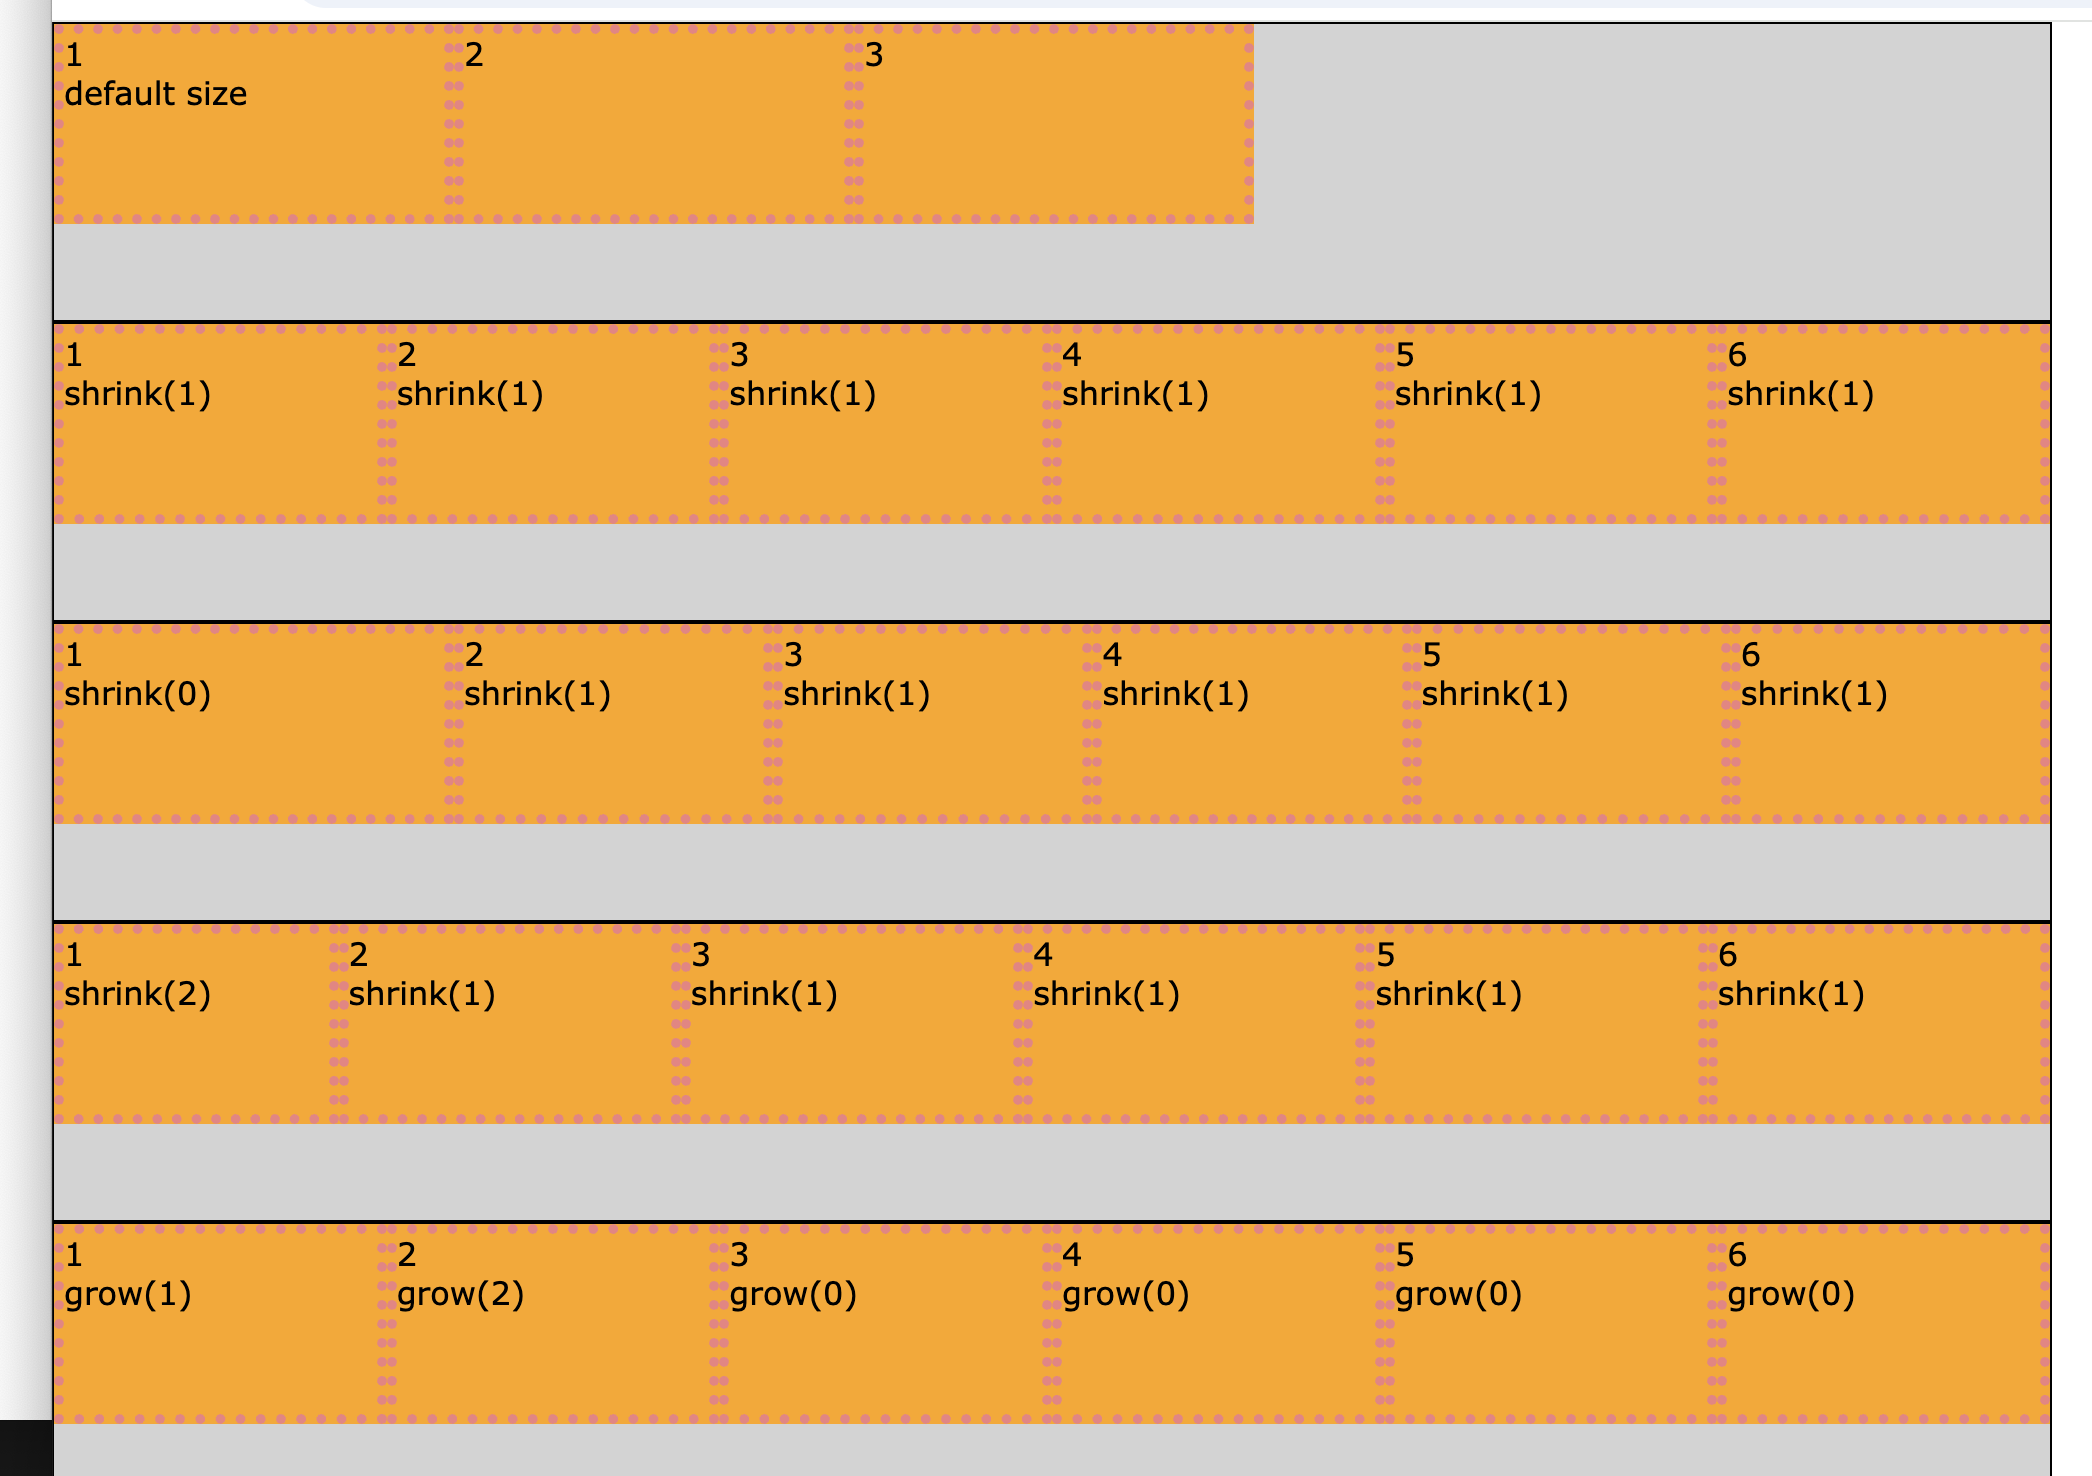 1 2 3
default size
1 2 3 4 5 6
shrink(1) shrink(1) shrink(1) shrink(1) shrink(1) shrink(1)
1 2 3 4 5 6
shrink(0) shrink(1) shrink(1) shrink(1) shrink(1) shrink(1)
1 2 3 4 5 6
shrink(2) shrink(1) shrink(1) shrink(1) shrink(1) shrink(1)
1 2 3 4 5 6
grow(1) grow(2) grow(0) grow(0) grow(0) grow(0)